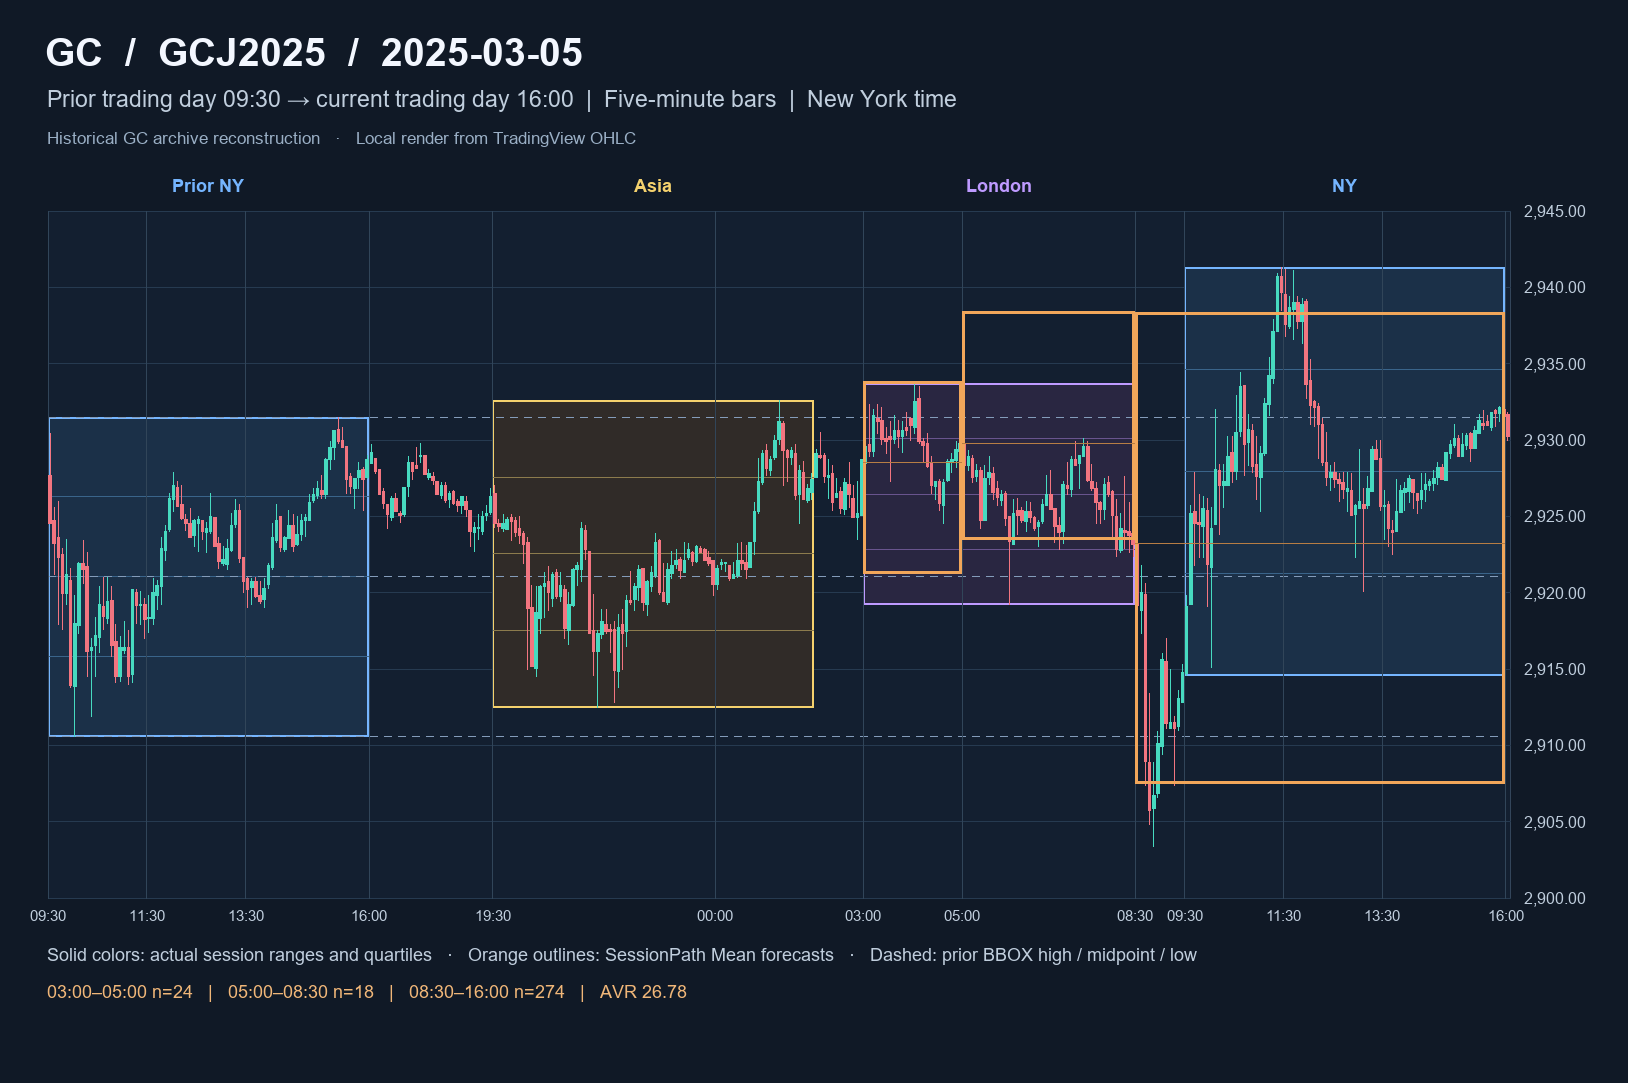 GC / GCJ2025 / 2025-03-05
Prior trading day 09:30 → current trading day 16:00 | Five-minute bars | New York time
Historical GC archive reconstruction · Local render from TradingView OHLC
Prior NY Asia London NY
2,945.00
2,940.00
2,935.00
2,930.00
2,925.00
2,920.00
2,915.00
2,910.00
2,905.00
2,900.00
09:30 11:30 13:30 16:00 19:30 00:00 03:00 05:00 08:30 09:30 11:30 13:30 16:00
Solid colors: actual session ranges and quartiles · Orange outlines: SessionPath Mean forecasts · Dashed: prior BBOX high / midpoint / low
03:00–05:00 n=24 | 05:00–08:30 n=18 | 08:30–16:00 n=274 | AVR 26.78